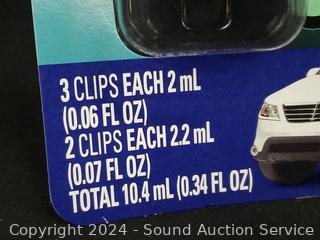 3 CLIPS EACH 2 mL
(0.06 FL OZ)
2 CLIPS EACH 2.2 mL
(0.07 FL OZ)
TOTAL 10.4 mL (0.34 FL OZ)
Copyright © 2024 - Sound Auction Service